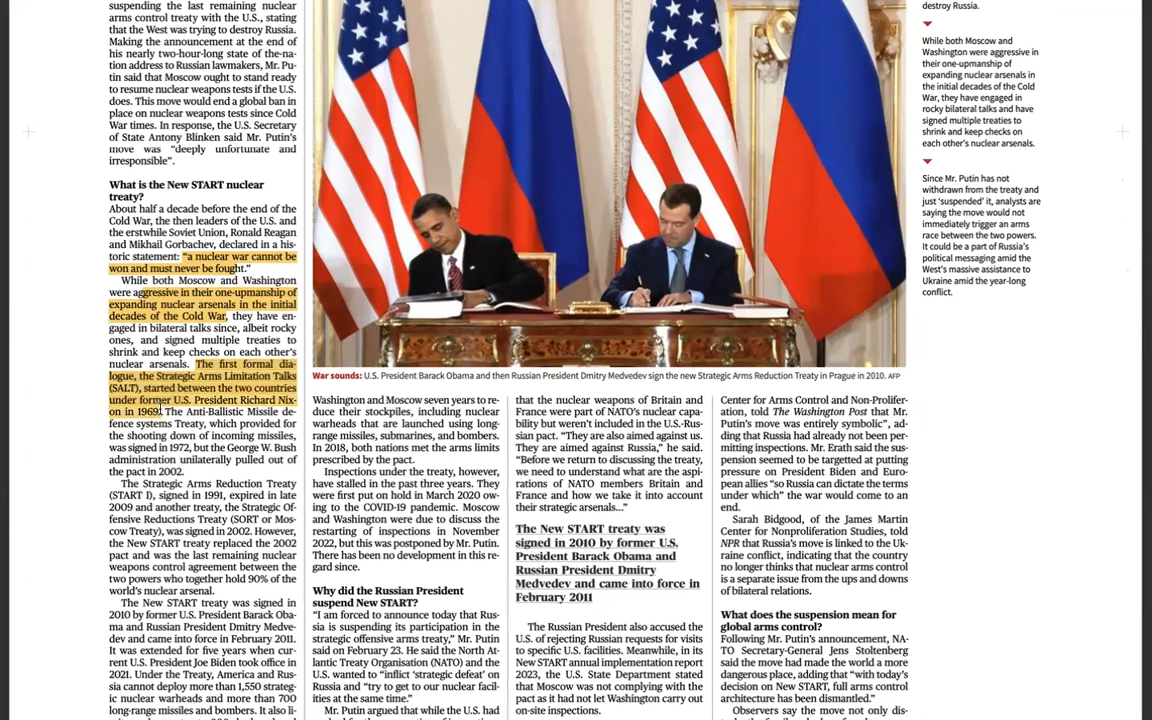 suspending the last remaining nuclear
arms control treaty with the U.S., stating
that the West was trying to destroy Russia.
Making the announcement at the end of
his nearly two-hour-long state of the-na-
tion address to Russian lawmakers, Mr. Pu-
tin said that Moscow ought to stand ready
to resume nuclear weapons tests if the U.S.
does. This move would end a global ban in
place on nuclear weapons tests since Cold
War times. In response, the U.S. Secretary
of State Antony Blinken said Mr. Putin's
move was “deeply unfortunate and
irresponsible”.
What is the New START nuclear
treaty?
About half a decade before the end of the
Cold War, the then leaders of the U.S. and
the erstwhile Soviet Union, Ronald Reagan
and Mikhail Gorbachev, declared in a his-
toric statement: “a nuclear war cannot be
won and must never be fought.”
While both Moscow and Washington
were aggressive in their one-upmanship of
expanding nuclear arsenals in the initial
decades of the Cold War, they have en-
gaged in bilateral talks since, albeit rocky
ones, and signed multiple treaties to
shrink and keep checks on each other's
nuclear arsenals. The first formal dia-
logue, the Strategic Arms Limitation Talks
(SALT), started between the two countries
under former U.S. President Richard Nix-
on in 1969. The Anti-Ballistic Missile de-
fence systems Treaty, which provided for
the shooting down of incoming missiles,
was signed in 1972, but the George W. Bush
administration unilaterally pulled out of
the pact in 2002.
The Strategic Arms Reduction Treaty
(START I), signed in 1991, expired in late
2009 and another treaty, the Strategic Of-
fensive Reductions Treaty (SORT or Mos-
cow Treaty), was signed in 2002. However,
the New START treaty replaced the 2002
pact and was the last remaining nuclear
weapons control agreement between the
two powers who together hold 90% of the
world's nuclear arsenal.
The New START treaty was signed in
2010 by former U.S. President Barack Oba-
ma and Russian President Dmitry Medve-
dev and came into force in February 2011.
It was extended for five years when cur-
rent U.S. President Joe Biden took office in
2021. Under the Treaty, America and Rus-
sia cannot deploy more than 1,550 strateg-
ic nuclear warheads and more than 700
long-range missiles and bombers. It also li-
War sounds: U.S. President Barack Obama and then Russian President Dmitry Medvedev sign the new Strategic Arms Reduction Treaty in Prague in 2010. AFP
Washington and Moscow seven years to re-
duce their stockpiles, including nuclear
warheads that are launched using long-
range missiles, submarines, and bombers.
In 2018, both nations met the arms limits
prescribed by the pact.
Inspections under the treaty, however,
have stalled in the past three years. They
were first put on hold in March 2020 ow-
ing to the COVID-19 pandemic. Moscow
and Washington were due to discuss the
restarting of inspections in November
2022, but this was postponed by Mr. Putin.
There has been no development in this re-
gard since.
Why did the Russian President
suspend New START?
“I am forced to announce today that Rus-
sia is suspending its participation in the
strategic offensive arms treaty,” Mr. Putin
said on February 23. He said the North At-
lantic Treaty Organisation (NATO) and the
U.S. wanted to “inflict ‘strategic defeat’ on
Russia and “try to get to our nuclear facil-
ities at the same time.”
Mr. Putin argued that while the U.S. had
that the nuclear weapons of Britain and
France were part of NATO's nuclear capa-
bility but weren't included in the U.S.-Rus-
sian pact. “They are also aimed against us.
They are aimed against Russia,” he said.
“Before we return to discussing the treaty,
we need to understand what are the aspi-
rations of NATO members Britain and
France and how we take it into account
their strategic arsenals...”
The New START treaty was
signed in 2010 by former U.S.
President Barack Obama and
Russian President Dmitry
Medvedev and came into force in
February 2011
The Russian President also accused the
U.S. of rejecting Russian requests for visits
to specific U.S. facilities. Meanwhile, in its
New START annual implementation report
2023, the U.S. State Department stated
that Moscow was not complying with the
pact as it had not let Washington carry out
on-site inspections.
Center for Arms Control and Non-Prolifer-
ation, told The Washington Post that Mr.
Putin's move was entirely symbolic”, ad-
ding that Russia had already not been per-
mitting inspections. Mr. Erath said the sus-
pension seemed to be targetted at putting
pressure on President Biden and Euro-
pean allies “so Russia can dictate the terms
under which” the war would come to an
end.
Sarah Bidgood, of the James Martin
Center for Nonproliferation Studies, told
NPR that Russia's move is linked to the Uk-
raine conflict, indicating that the country
no longer thinks that nuclear arms control
is a separate issue from the ups and downs
of bilateral relations.
What does the suspension mean for
global arms control?
Following Mr. Putin's announcement, NA-
TO Secretary-General Jens Stoltenberg
said the move had made the world a more
dangerous place, adding that “with today's
decision on New START, full arms control
architecture has been dismantled.”
Observers say the move not only dis-
destroy Russia.
While both Moscow and
Washington were aggressive in
their one-upmanship of
expanding nuclear arsenals in
the initial decades of the Cold
War, they have engaged in
rocky bilateral talks and have
signed multiple treaties to
shrink and keep checks on
each other's nuclear arsenals.
Since Mr. Putin has not
withdrawn from the treaty and
just ‘suspended’ it, analysts are
saying the move would not
immediately trigger an arms
race between the two powers.
It could be a part of Russia's
political messaging amid the
West's massive assistance to
Ukraine amid the year-long
conflict.